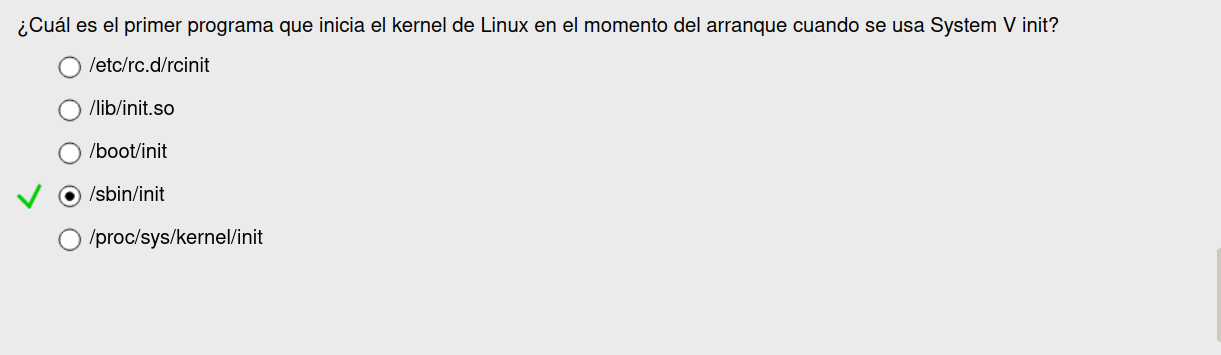 ¿Cuál es el primer programa que inicia el kernel de Linux en el momento del arranque cuando se usa System V init?
/etc/rc.d/rcinit
/lib/init.so
/boot/init
/sbin/init
/proc/sys/kernel/init